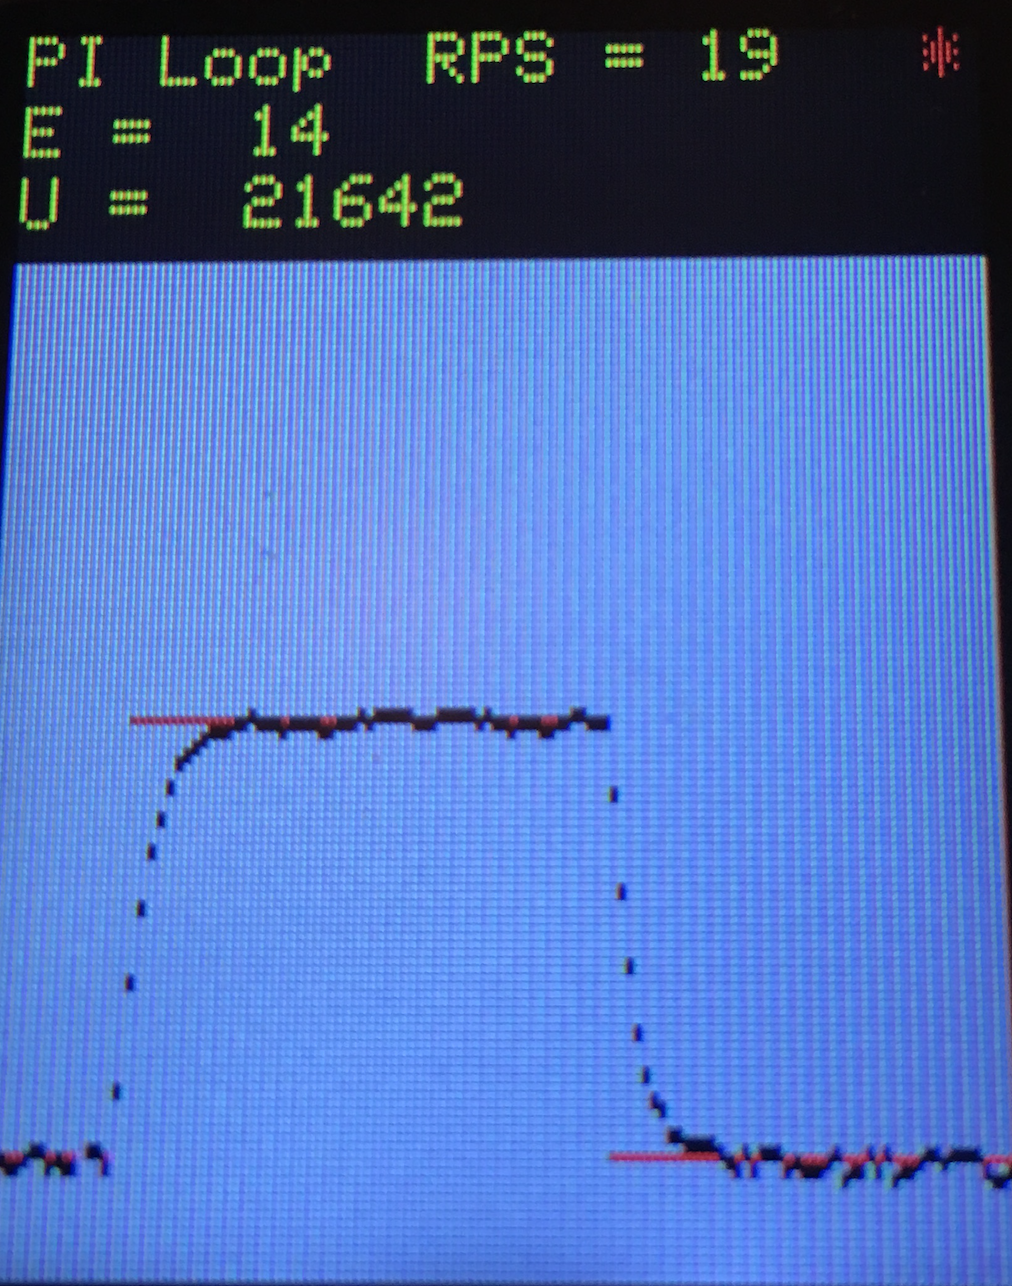 PI Loop RPS = 19
E = 14
U = 21642